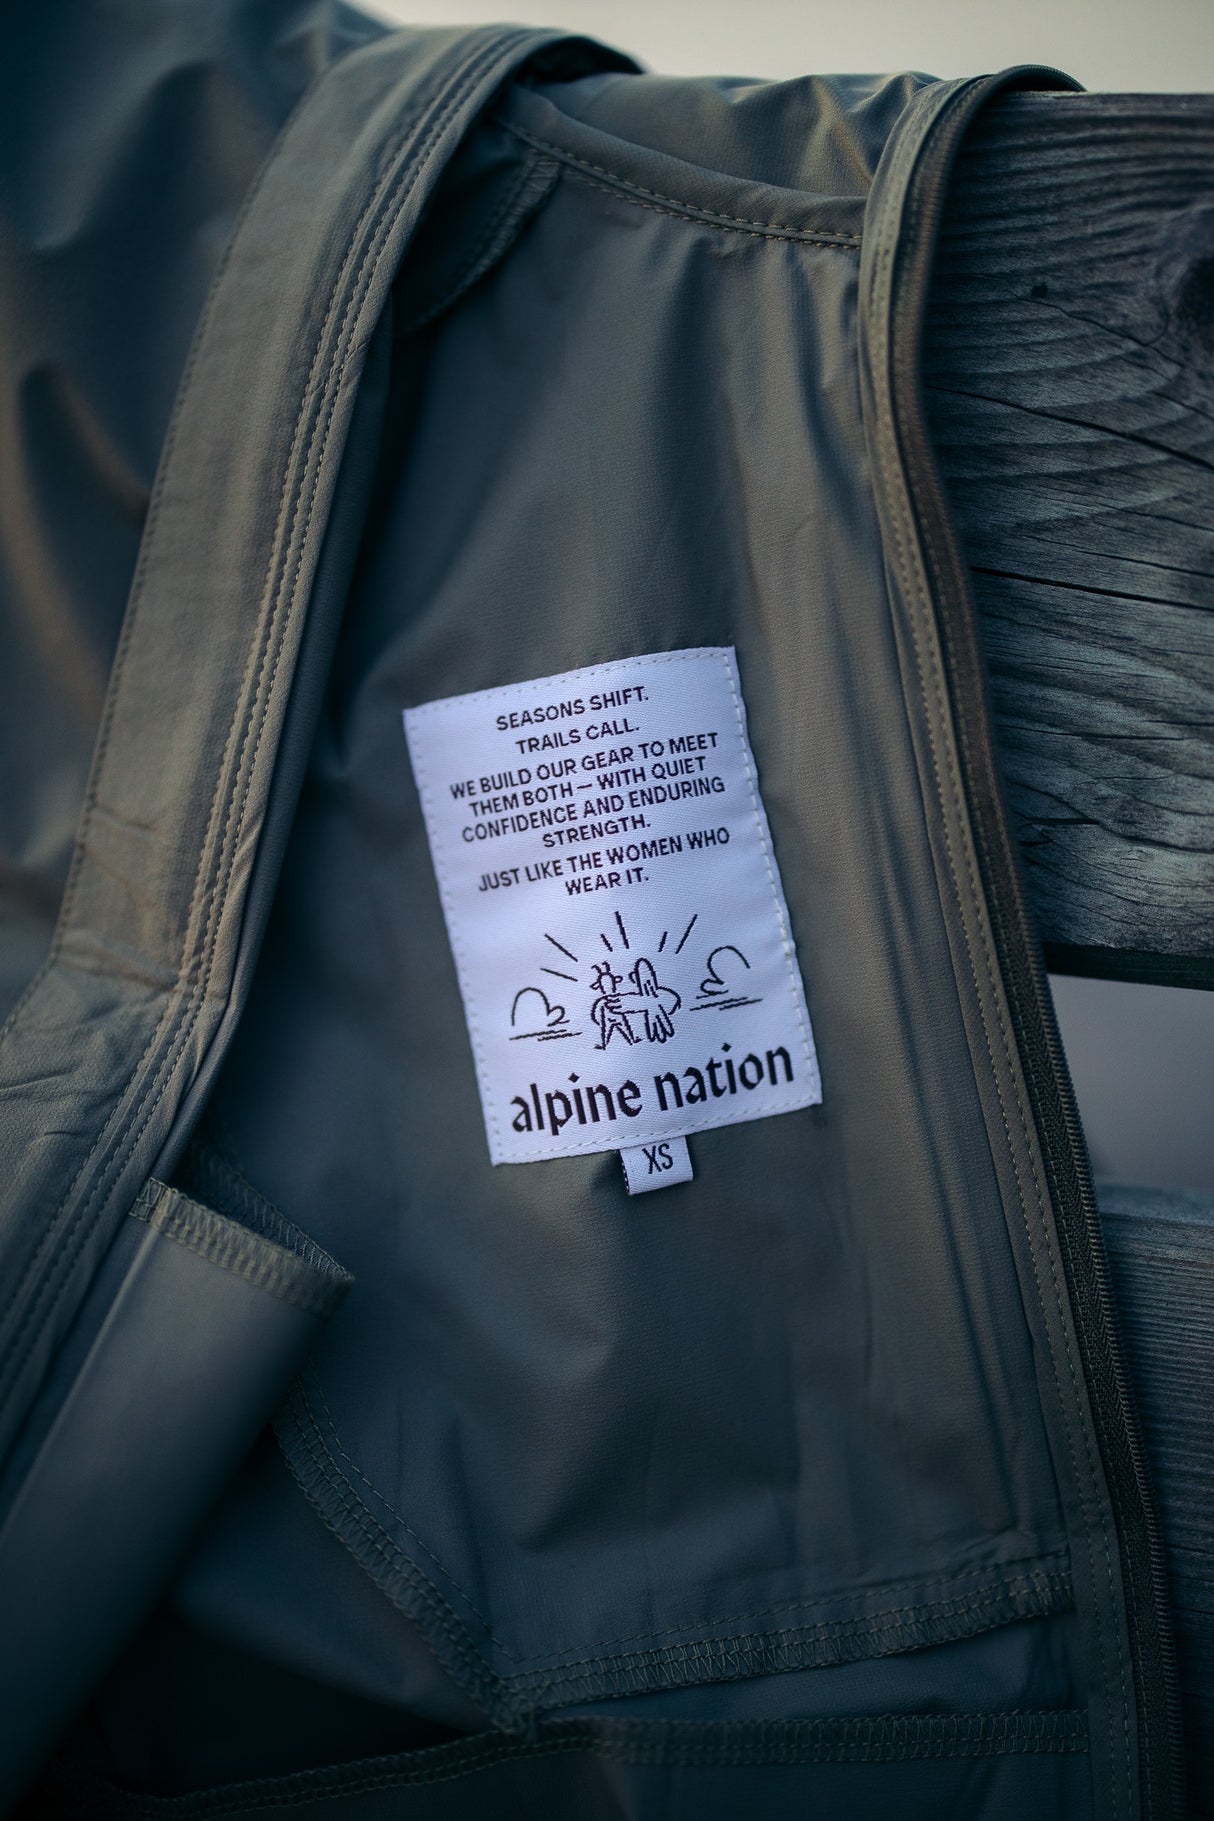 SEASONS SHIFT.
TRAILS CALL.
WE BUILD OUR GEAR TO MEET
THEM BOTH — WITH QUIET
CONFIDENCE AND ENDURING
STRENGTH.
JUST LIKE THE WOMEN WHO
WEAR IT.
alpine nation
XS